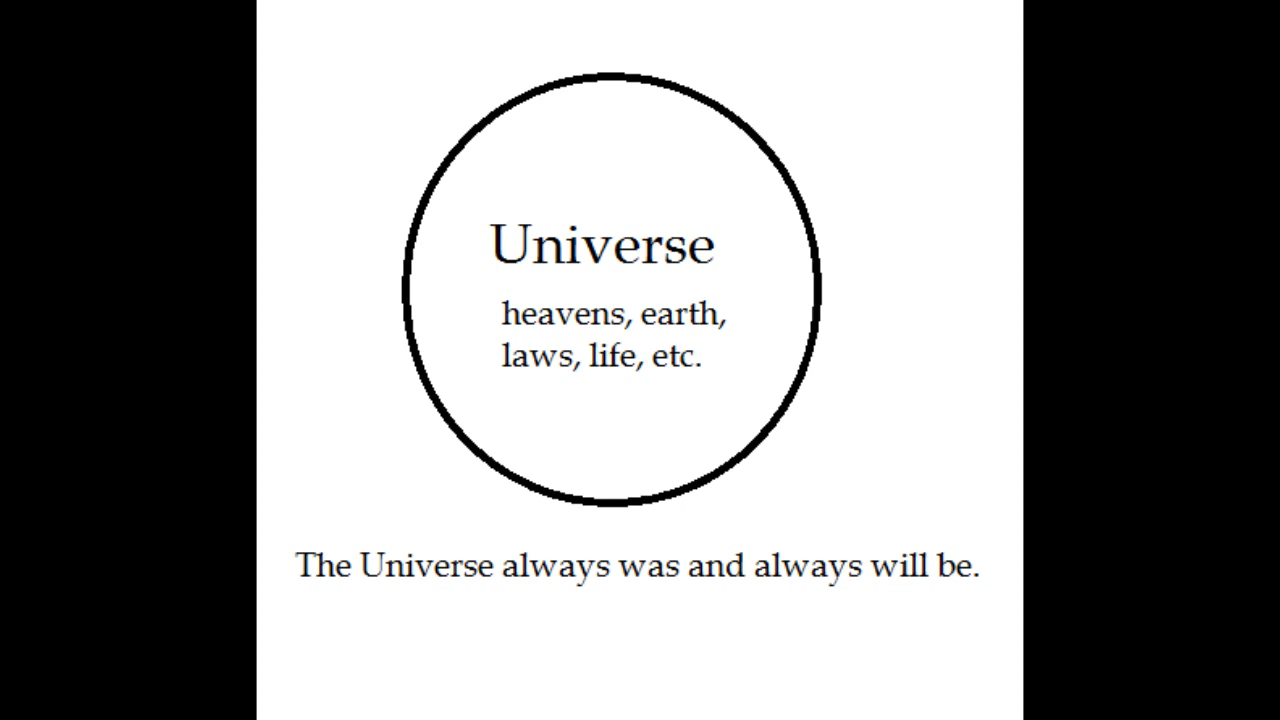 Universe
heavens, earth,
laws, life, etc.
The Universe always was and always will be.